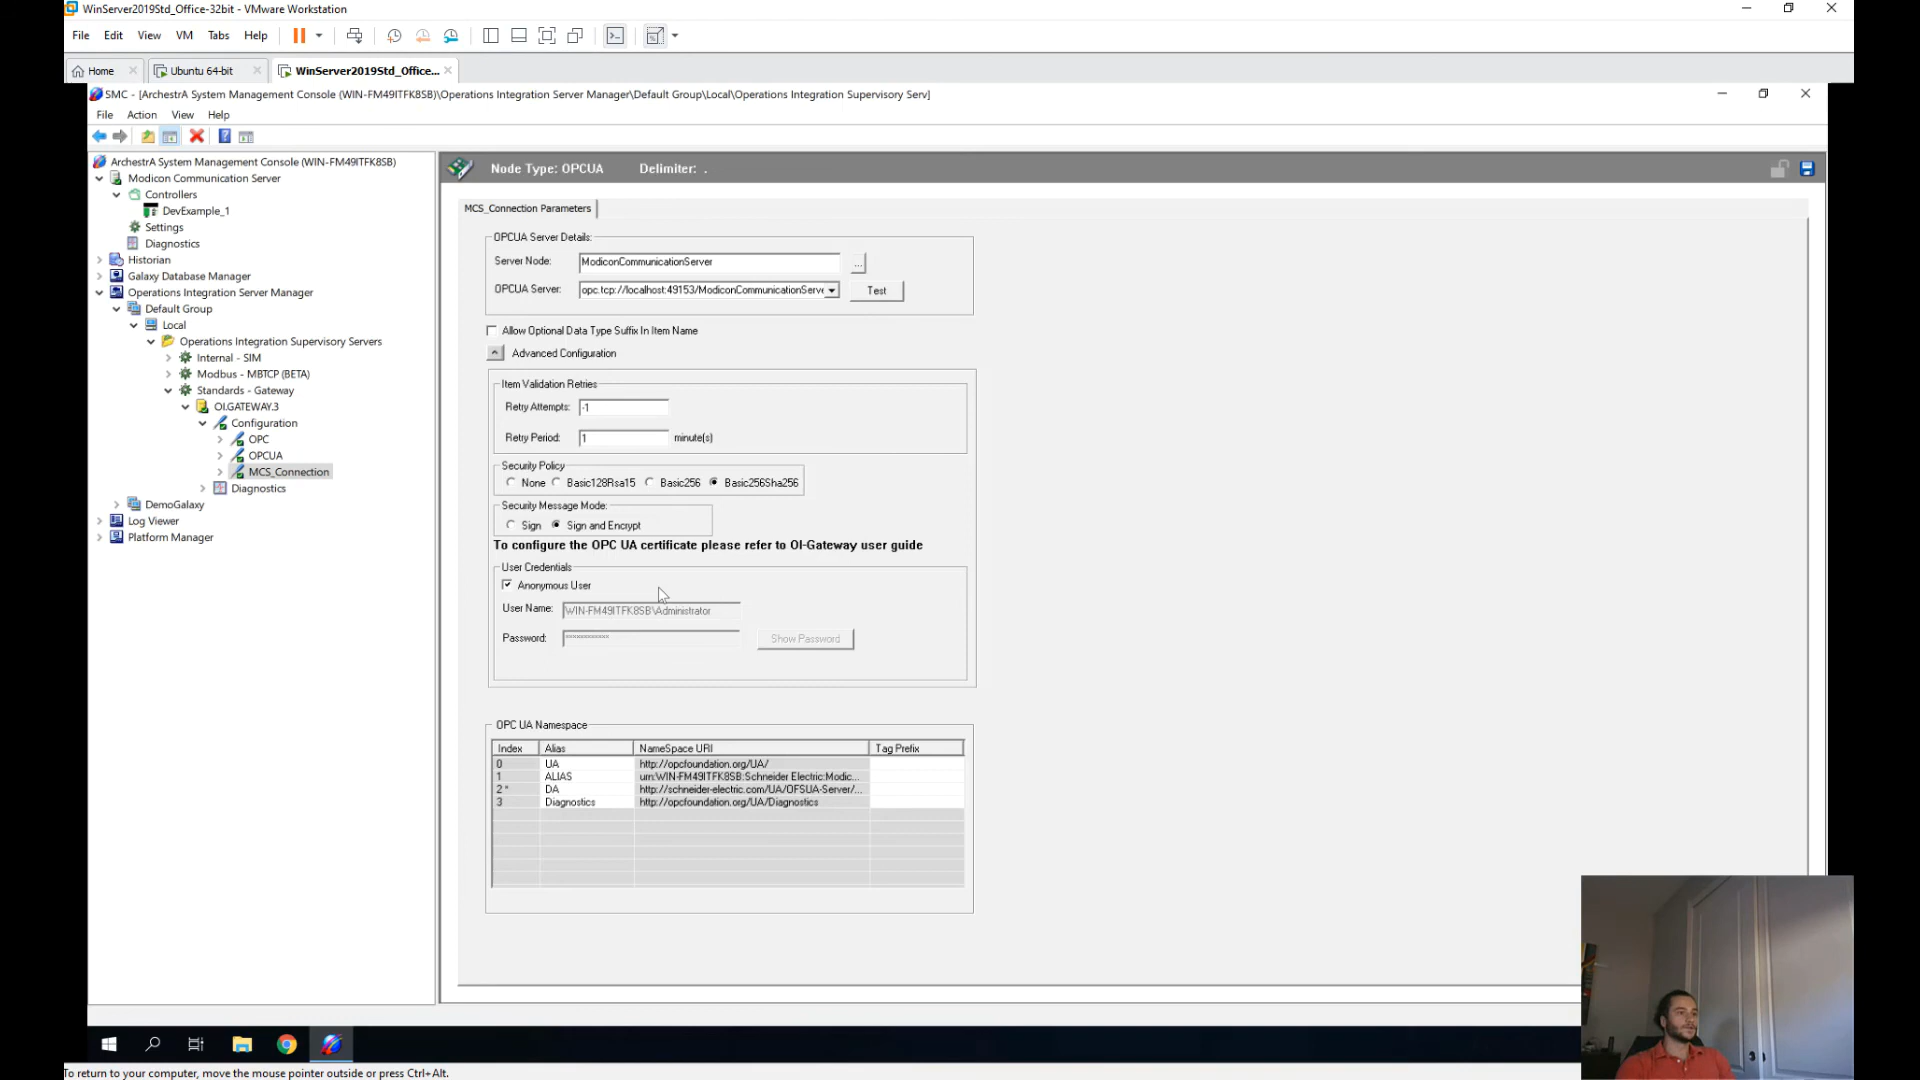 WinServer2019Std_Office-32bit - VMware Workstation
File Edit View VM Tabs Help
Home Ubuntu 64-bit WinServer2019Std_Office...
SMC - [ArchestrA System Management Console (WIN-FM49ITFK8SB)\Operations Integration Server Manager\Default Group\Local\Operations Integration Supervisory Serv]
File Action View Help
ArchestrA System Management Console (WIN-FM49ITFK8SB)
Modicon Communication Server
Controllers
DevExample_1
Settings
Diagnostics
Historian
Galaxy Database Manager
Operations Integration Server Manager
Default Group
Local
Operations Integration Supervisory Servers
Internal - SIM
Modbus - MBTCP (BETA)
Standards - Gateway
OI.GATEWAY.3
Configuration
OPC
OPCUA
MCS_Connection
Diagnostics
DemoGalaxy
Log Viewer
Platform Manager
Node Type: OPCUA Delimiter: .
MCS_Connection Parameters
OPCUA Server Details:
Server Node: ModiconCommunicationServer ...
OPCUA Server: opc.tcp://localhost:49153/ModiconCommunicationServe Test
Allow Optional Data Type Suffix In Item Name
Advanced Configuration
Item Validation Retries
Retry Attempts: -1
Retry Period: 1 minute(s)
Security Policy
None Basic128Rsa15 Basic256 Basic256Sha256
Security Message Mode:
Sign Sign and Encrypt
To configure the OPC UA certificate please refer to OI-Gateway user guide
User Credentials
Anonymous User
User Name: WIN-FM49ITFK8SB\Administrator
Password: *********** Show Password
OPC UA Namespace
Index Alias NameSpace URI Tag Prefix
0 UA http://opcfoundation.org/UA/
1 ALIAS urn:WIN-FM49ITFK8SB:Schneider Electric:Modic...
2 * DA http://schneider-electric.com/UA/OFSUA-Server/...
3 Diagnostics http://opcfoundation.org/UA/Diagnostics
To return to your computer, move the mouse pointer outside or press Ctrl+Alt.